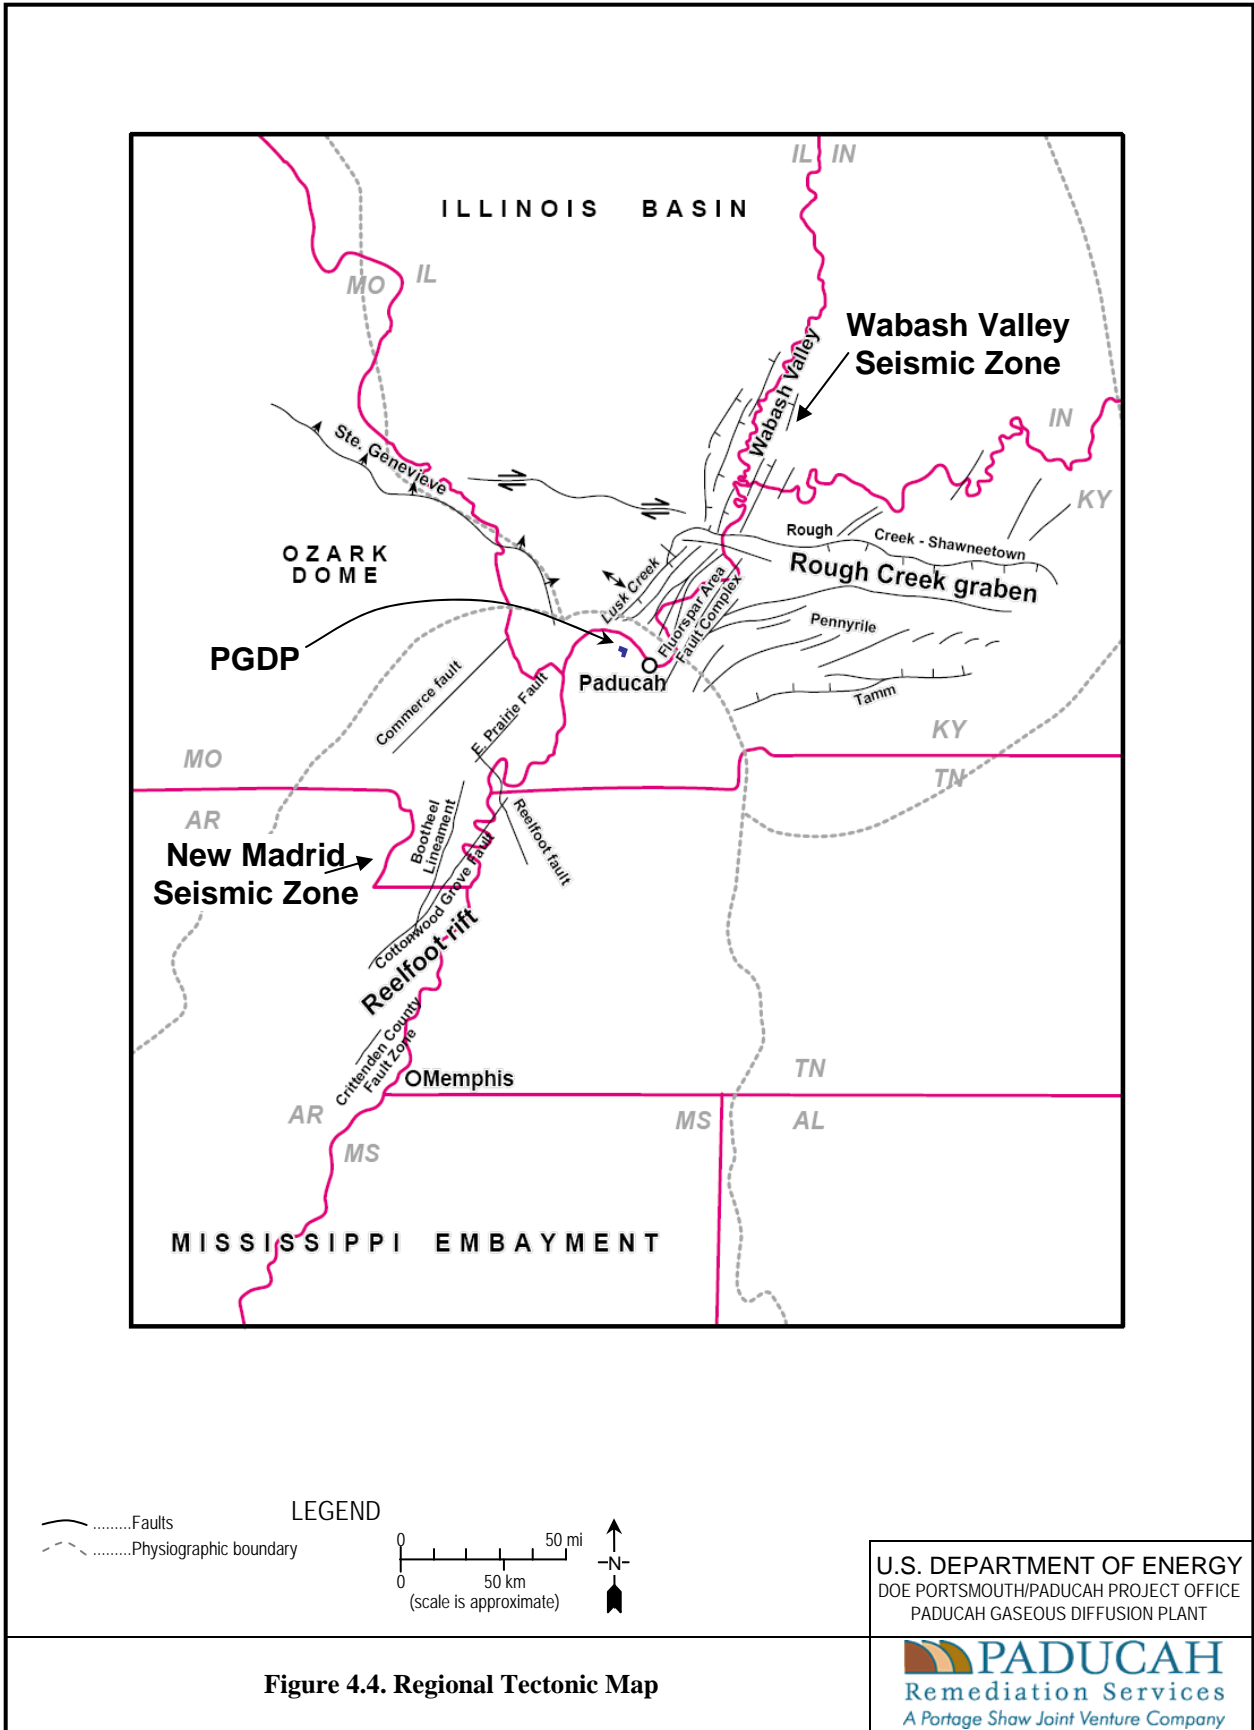 IL IN
ILLINOIS BASIN
MO IL
Wabash Valley
Seismic Zone
Wabash Valley
IN
KY
Ste. Genevieve
Rough Creek - Shawneetown
Rough Creek graben
OZARK
DOME
Lusk Creek
Fluorspar Area
Fault Complex
Pennyrile
PGDP
Paducah
Tamm
Commerce fault
E. Prairie Fault
KY
MO
TN
AR
Bootheel
Lineament
Reelfoot fault
New Madrid
Seismic Zone
Cottonwood Grove Fault
Reelfoot rift
Crittenden County
Fault Zone
Memphis
TN
AR
MS
MS
AL
MISSISSIPPI EMBAYMENT
LEGEND
.........Faults
.........Physiographic boundary
0 50 mi
0 50 km
(scale is approximate)
N
U.S. DEPARTMENT OF ENERGY
DOE PORTSMOUTH/PADUCAH PROJECT OFFICE
PADUCAH GASEOUS DIFFUSION PLANT
Figure 4.4. Regional Tectonic Map
PADUCAH
Remediation Services
A Portage Shaw Joint Venture Company